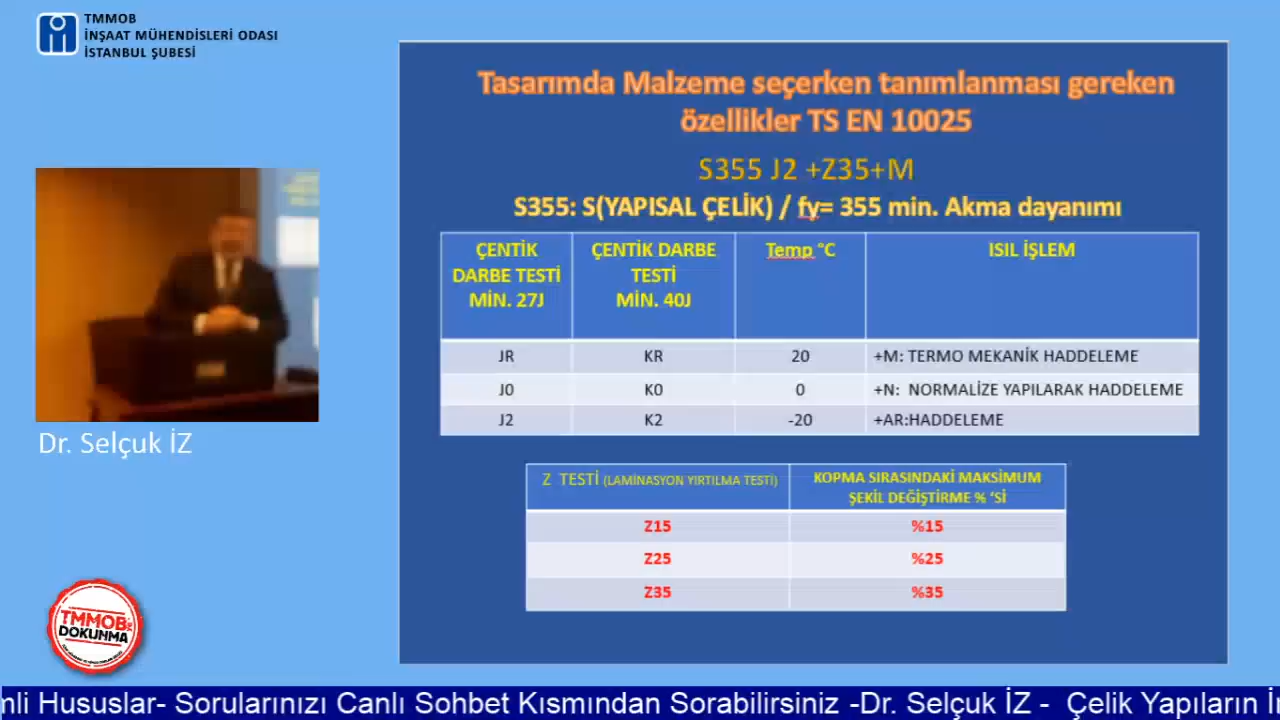 TMMOB
İNŞAAT MÜHENDİSLERİ ODASI
İSTANBUL ŞUBESİ
Tasarımda Malzeme seçerken tanımlanması gereken
özellikler TS EN 10025
S355 J2 +Z35+M
S355: S(YAPISAL ÇELİK) / fy= 355 min. Akma dayanımı
ÇENTİK DARBE TESTİ MİN. 27J	ÇENTİK DARBE TESTİ MİN. 40J	Temp °C	ISIL İŞLEM
JR	KR	20	+M: TERMO MEKANİK HADDELEME
J0	K0	0	+N: NORMALİZE YAPILARAK HADDELEME
J2	K2	-20	+AR:HADDELEME
Z TESTİ (LAMİNASYON YIRTILMA TESTİ)	KOPMA SIRASINDAKİ MAKSİMUM ŞEKİL DEĞİŞTİRME % 'Sİ
Z15	%15
Z25	%25
Z35	%35
Dr. Selçuk İZ
TMMOB
DOKUNMA
mli Hususlar- Sorularınızı Canlı Sohbet Kısmından Sorabilirsiniz -Dr. Selçuk İZ - Çelik Yapıların İ